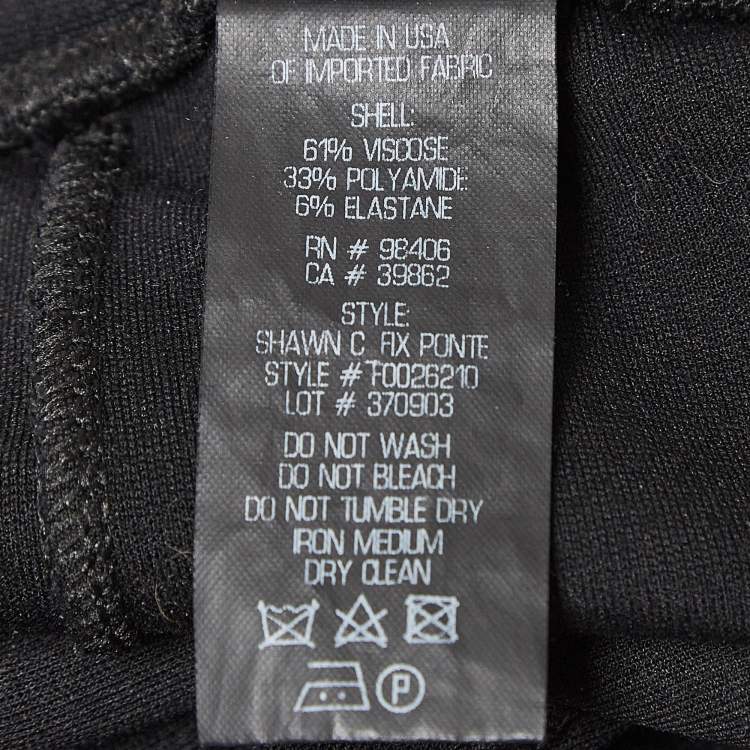 MADE IN USA
OF IMPORTED FABRIC
SHELL:
61% VISCOSE
33% POLYAMIDE
6% ELASTANE
RN # 98406
CA # 39862
STYLE:
SHAWN C FIX PONTE
STYLE # F0026210
LOT # 370903
DO NOT WASH
DO NOT BLEACH
DO NOT TUMBLE DRY
IRON MEDIUM
DRY CLEAN
P